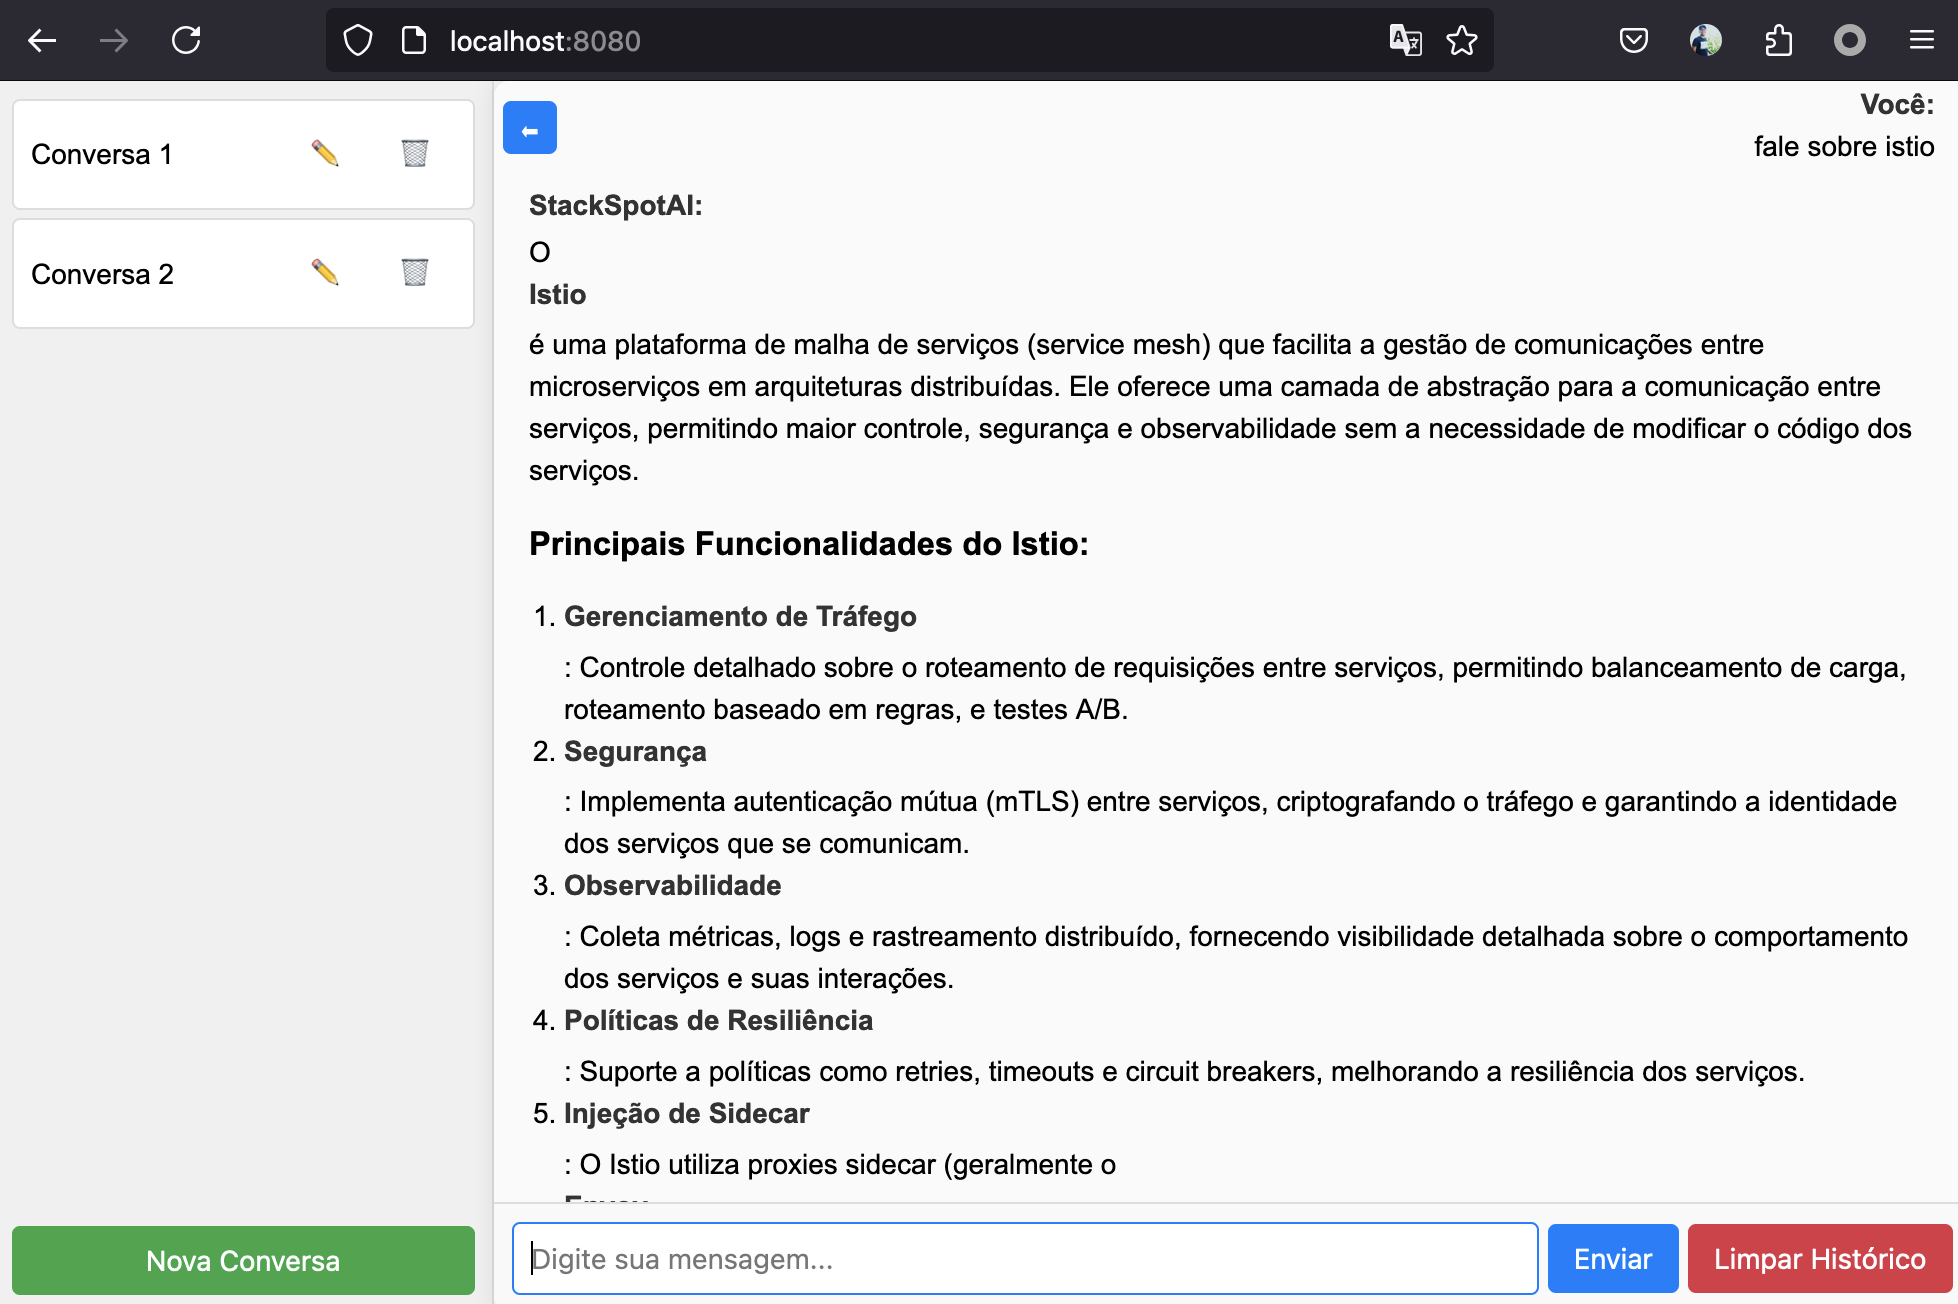 localhost:8080
Conversa 1
Conversa 2
Nova Conversa
Você:
fale sobre istio
StackSpotAI:
O
Istio
é uma plataforma de malha de serviços (service mesh) que facilita a gestão de comunicações entre
microserviços em arquiteturas distribuídas. Ele oferece uma camada de abstração para a comunicação entre
serviços, permitindo maior controle, segurança e observabilidade sem a necessidade de modificar o código dos
serviços.
Principais Funcionalidades do Istio:
1. Gerenciamento de Tráfego
: Controle detalhado sobre o roteamento de requisições entre serviços, permitindo balanceamento de carga,
roteamento baseado em regras, e testes A/B.
2. Segurança
: Implementa autenticação mútua (mTLS) entre serviços, criptografando o tráfego e garantindo a identidade
dos serviços que se comunicam.
3. Observabilidade
: Coleta métricas, logs e rastreamento distribuído, fornecendo visibilidade detalhada sobre o comportamento
dos serviços e suas interações.
4. Políticas de Resiliência
: Suporte a políticas como retries, timeouts e circuit breakers, melhorando a resiliência dos serviços.
5. Injeção de Sidecar
: O Istio utiliza proxies sidecar (geralmente o
Digite sua mensagem...
Enviar
Limpar Histórico